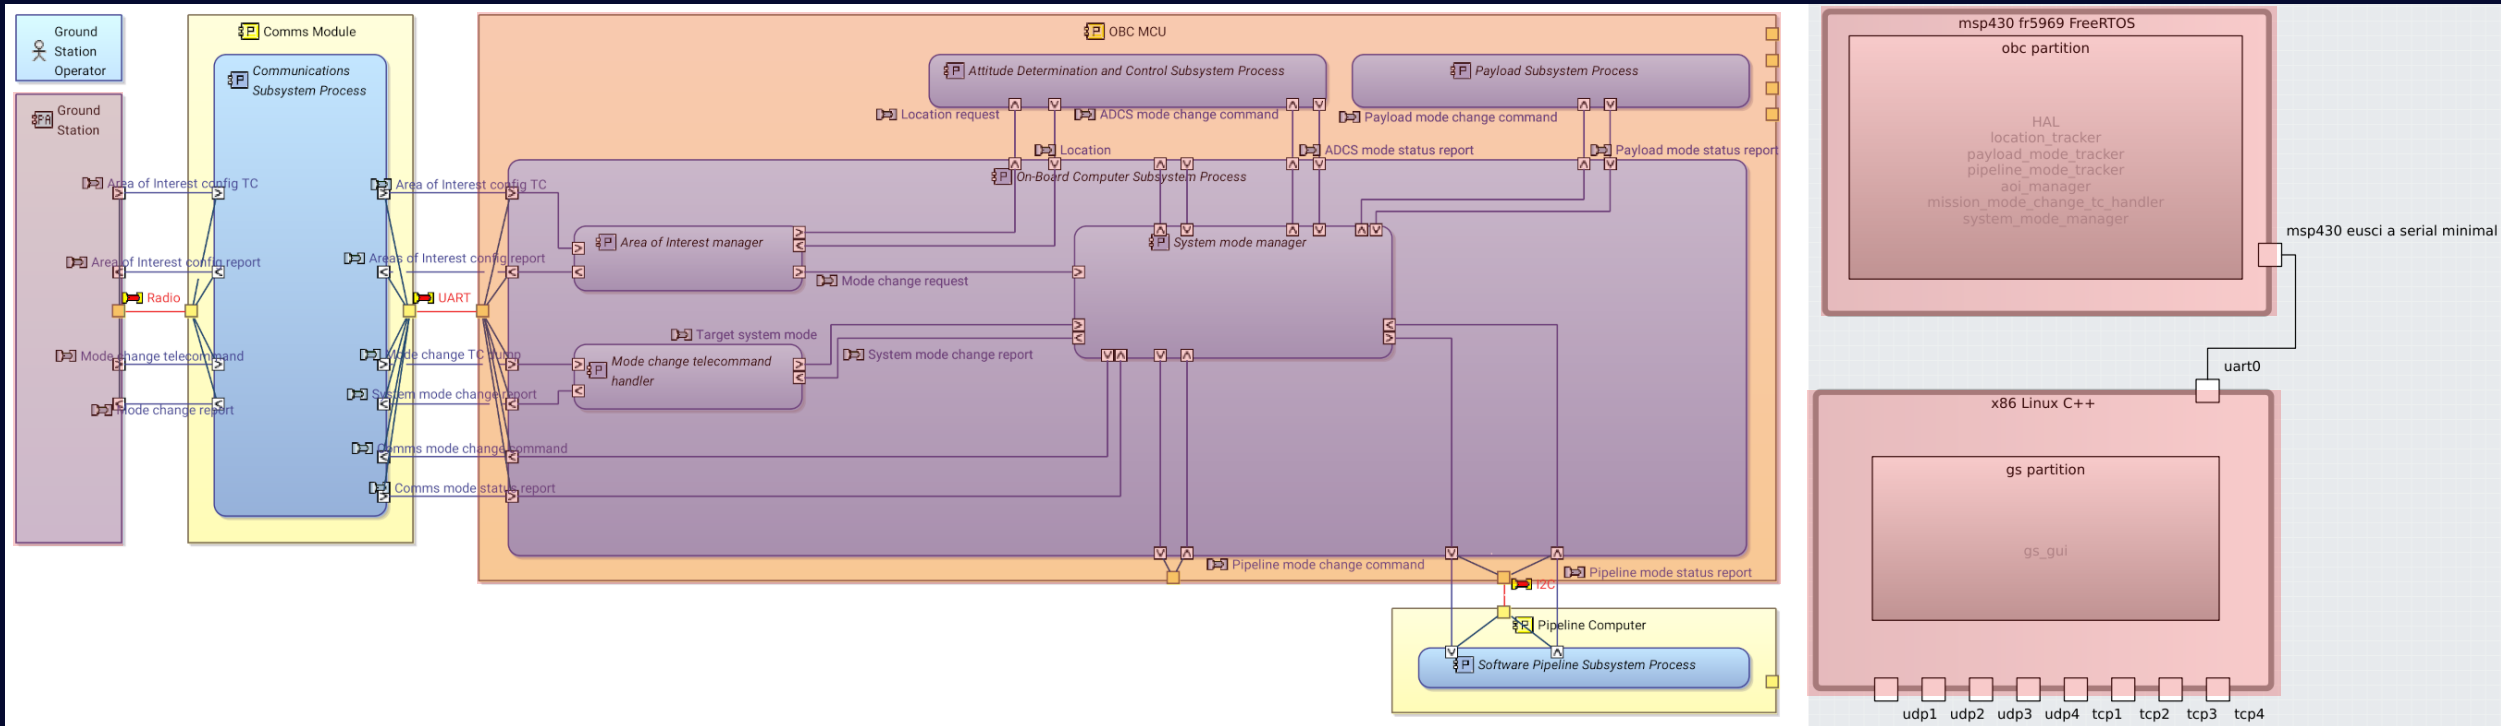 Ground
Station
Operator
Ground
Station
Comms Module
Communications
Subsystem Process
OBC MCU
Attitude Determination and Control Subsystem Process
Payload Subsystem Process
Location request
ADCS mode change command
Payload mode change command
Location
ADCS mode status report
Payload mode status report
On-Board Computer Subsystem Process
Area of Interest config TC
Area of Interest config TC
Area of Interest manager
System mode manager
Area of Interest config report
Areas of Interest config report
Mode change request
Radio
UART
Target system mode
Mode change telecommand
Mode change TC dump
Mode change telecommand
handler
System mode change report
System mode change report
Mode change report
Comms mode change command
Comms mode status report
Pipeline mode change command
Pipeline mode status report
I2C
Pipeline Computer
Software Pipeline Subsystem Process
msp430 fr5969 FreeRTOS
obc partition
HAL
location_tracker
payload_mode_tracker
pipeline_mode_tracker
aoi_manager
mission_mode_change_tc_handler
system_mode_manager
msp430 eusci a serial minimal
uart0
x86 Linux C++
gs partition
gs_gui
udp1 udp2 udp3 udp4 tcp1 tcp2 tcp3 tcp4